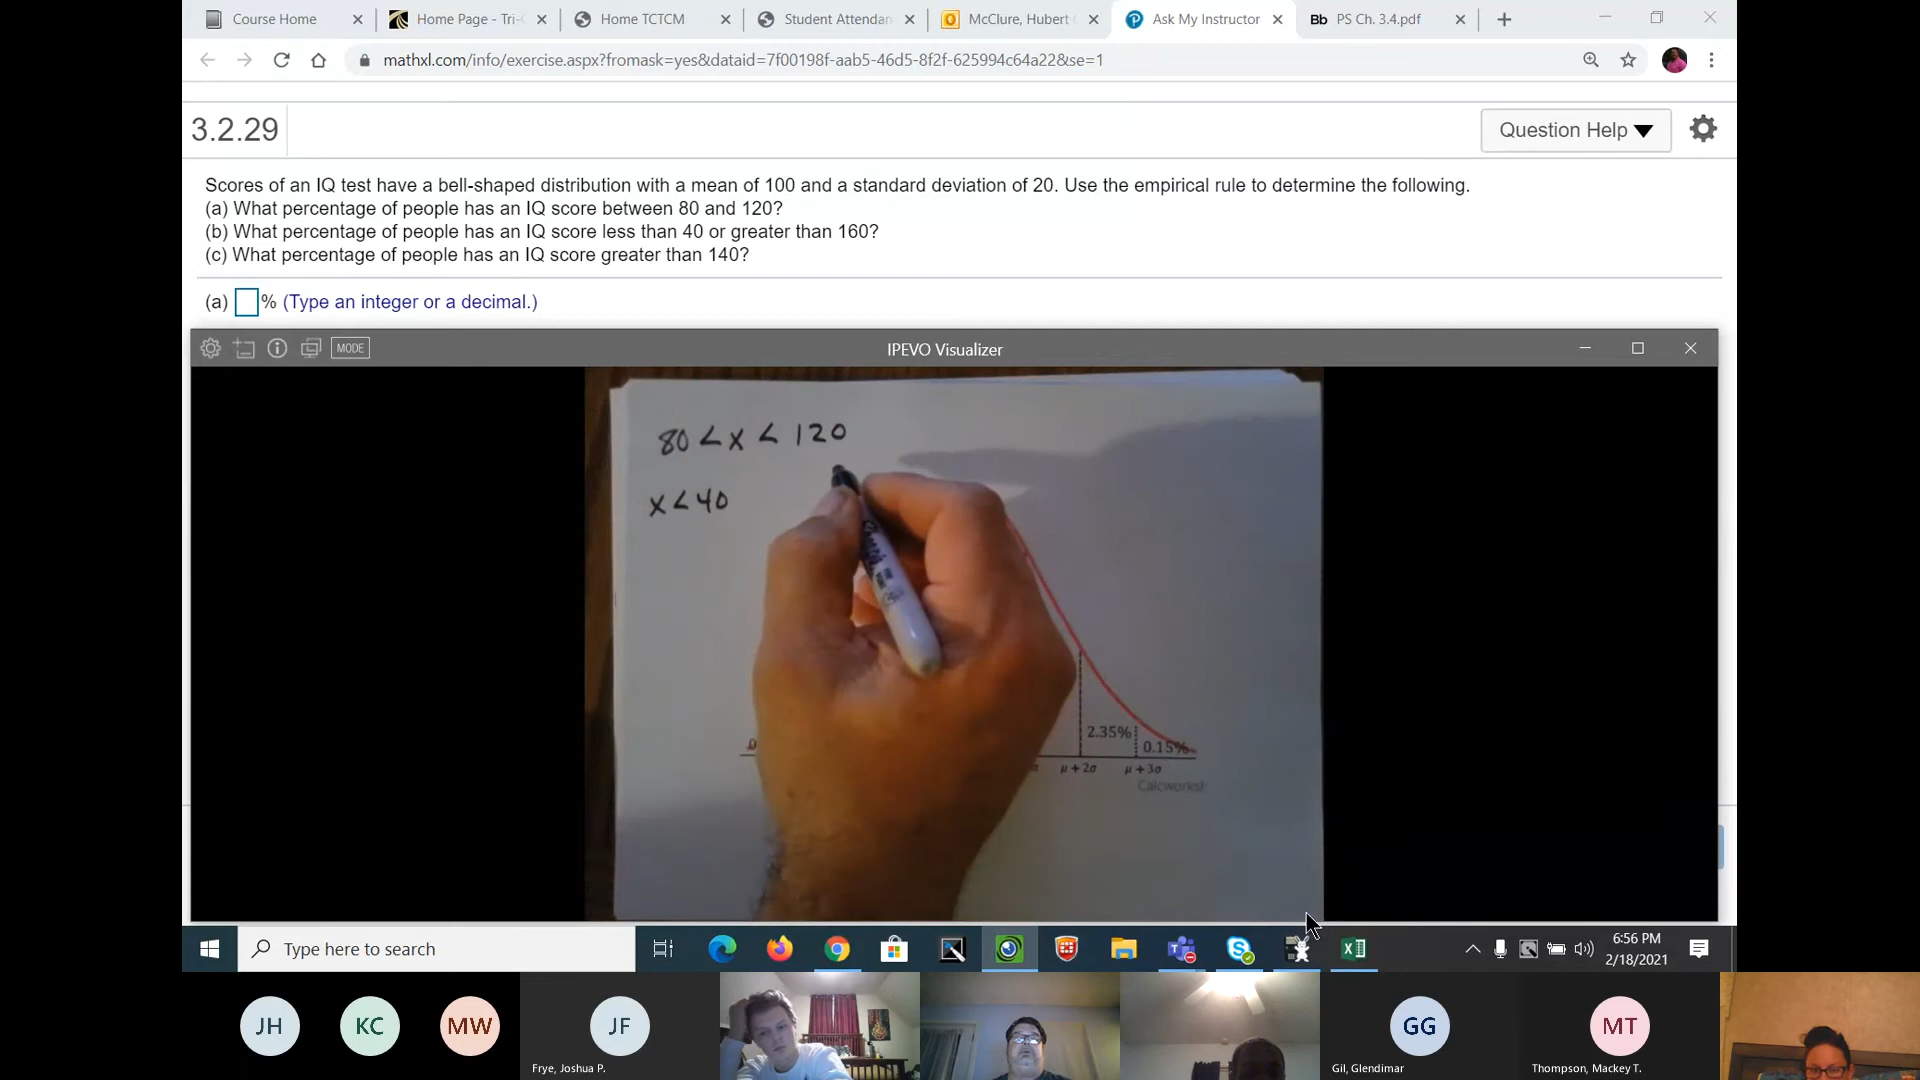 Course Home
Home Page - Tri-C
Home TCTCM
Student Attendan
McClure, Hubert
Ask My Instructor
Bb PS Ch. 3.4.pdf
mathxl.com/info/exercise.aspx?fromask=yes&dataid=7f00198f-aab5-46d5-8f2f-625994c64a22&se=1
3.2.29
Question Help
Scores of an IQ test have a bell-shaped distribution with a mean of 100 and a standard deviation of 20. Use the empirical rule to determine the following.
(a) What percentage of people has an IQ score between 80 and 120?
(b) What percentage of people has an IQ score less than 40 or greater than 160?
(c) What percentage of people has an IQ score greater than 140?
(a) % (Type an integer or a decimal.)
MODE
IPEVO Visualizer
80 < x < 120
x < 40
2.35%
0.15%
0
σ
μ + 2σ
μ + 3σ
Calcworksh
Type here to search
6:56 PM
2/18/2021
JH
KC
MW
JF
GG
MT
Frye, Joshua P.
Gil, Glendimar
Thompson, Mackey T.